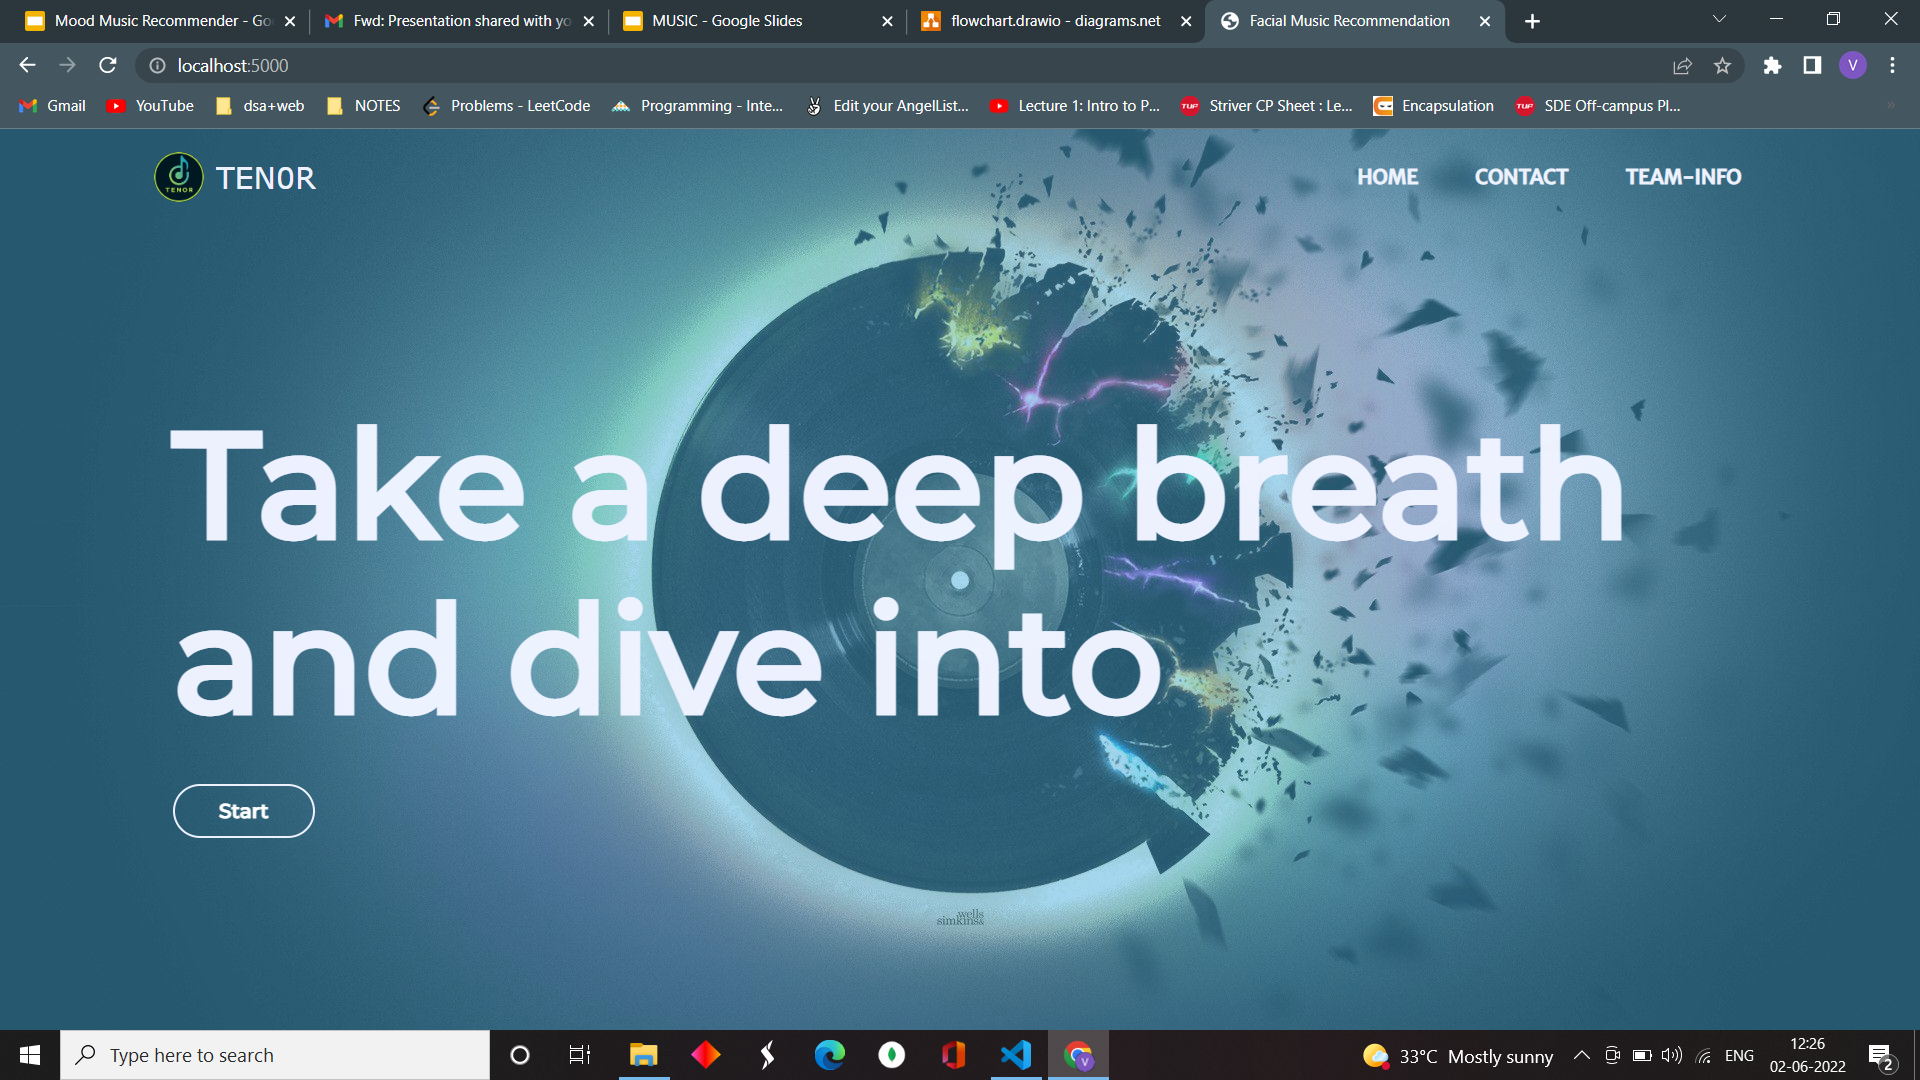 Mood Music Recommender - Go
Fwd: Presentation shared with yo
MUSIC - Google Slides
flowchart.drawio - diagrams.net
Facial Music Recommendation
localhost:5000
V
Gmail
YouTube
dsa+web
NOTES
Problems - LeetCode
Programming - Inte...
Edit your AngelList...
Lecture 1: Intro to P...
TUF
Striver CP Sheet : Le...
Encapsulation
TUF
SDE Off-campus Pl...
TENOR
TEN0R
HOME
CONTACT
TEAM-INFO
Take a deep breath
and dive into
Start
wells
simkins&
Type here to search
V
33°C Mostly sunny
ENG
12:26
02-06-2022
2